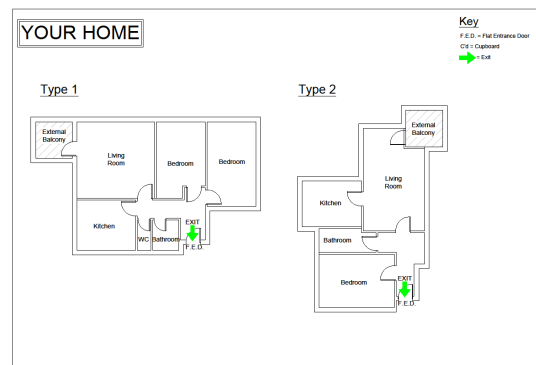 YOUR HOME
Key
F.E.D. = Flat Entrance Door
C'd = Cupboard
= Exit
Type 1
External
Balcony
Living
Room
Bedroom
Bedroom
Kitchen
WC
Bathroom
EXIT
F.E.D.
Type 2
External
Balcony
Living
Room
Kitchen
Bathroom
Bedroom
EXIT
F.E.D.